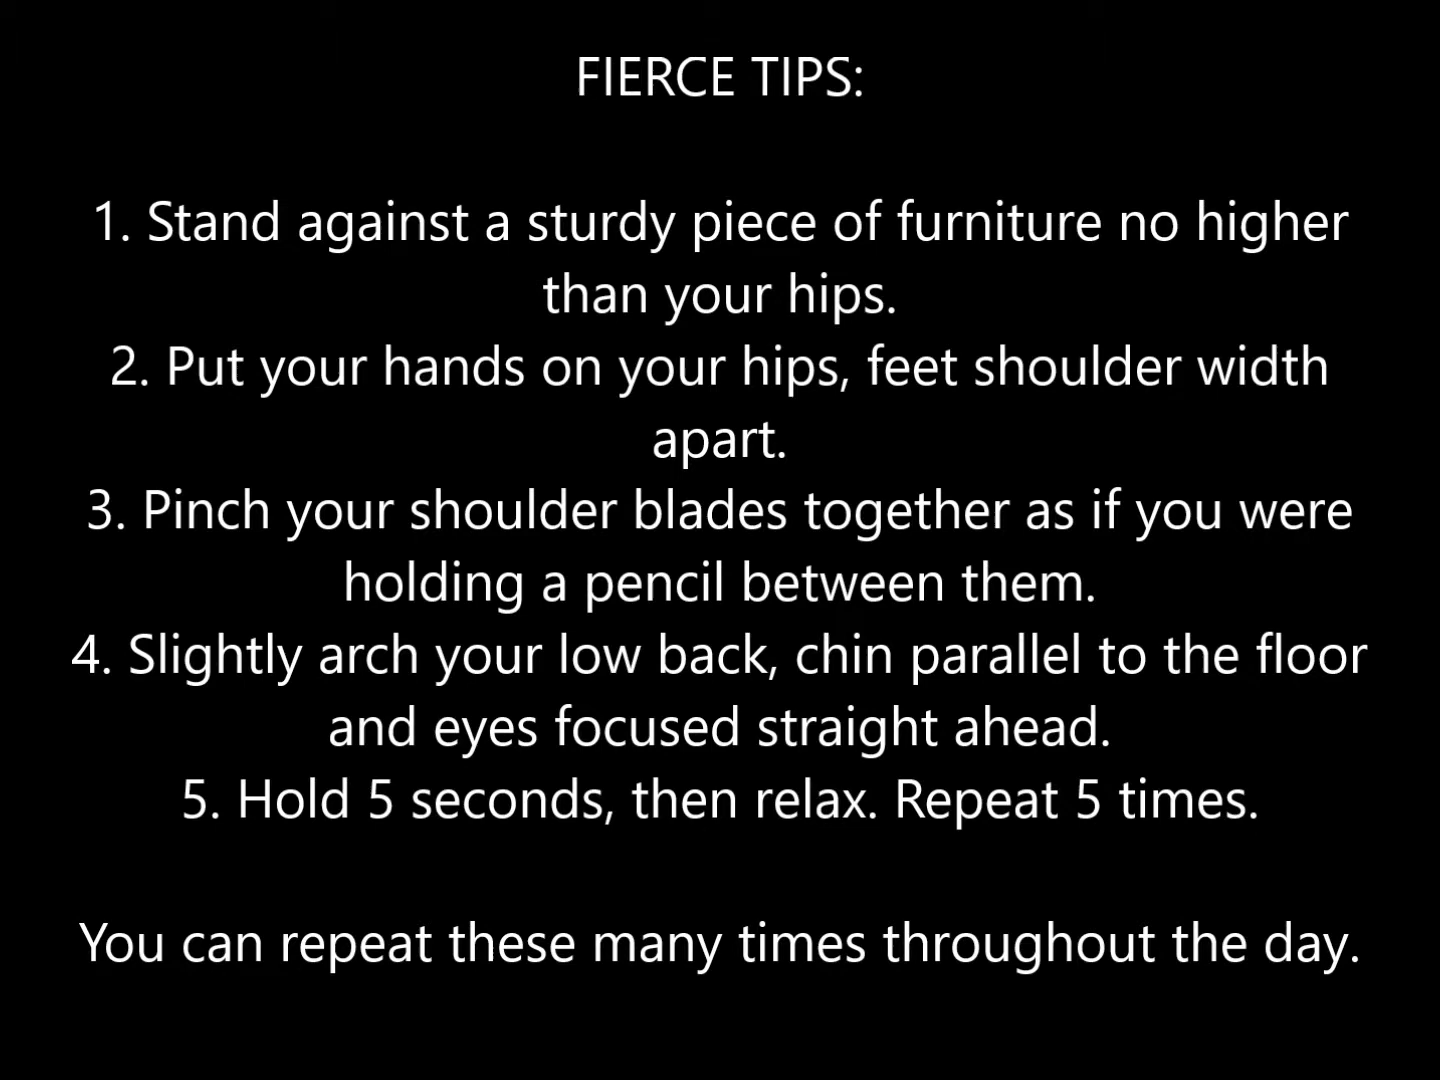 FIERCE TIPS:
1. Stand against a sturdy piece of furniture no higher
than your hips.
2. Put your hands on your hips, feet shoulder width
apart.
3. Pinch your shoulder blades together as if you were
holding a pencil between them.
4. Slightly arch your low back, chin parallel to the floor
and eyes focused straight ahead.
5. Hold 5 seconds, then relax. Repeat 5 times.
You can repeat these many times throughout the day.